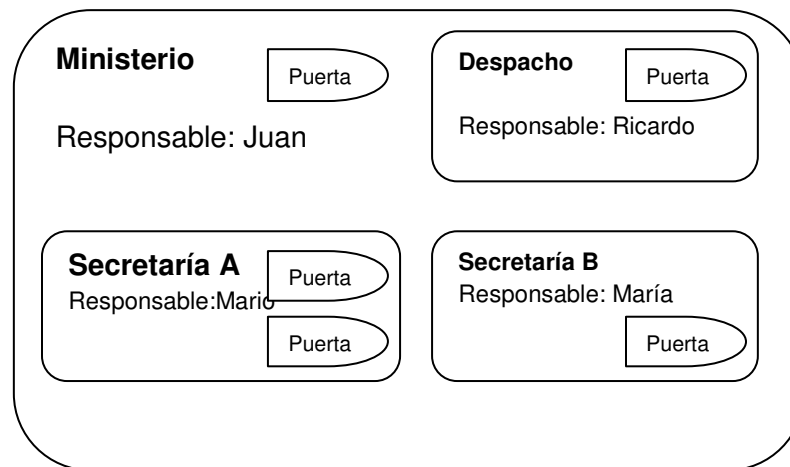 Ministerio
Puerta
Responsable: Juan
Despacho
Puerta
Responsable: Ricardo
Secretaría A
Puerta
Responsable:Mario
Puerta
Secretaría B
Responsable: María
Puerta